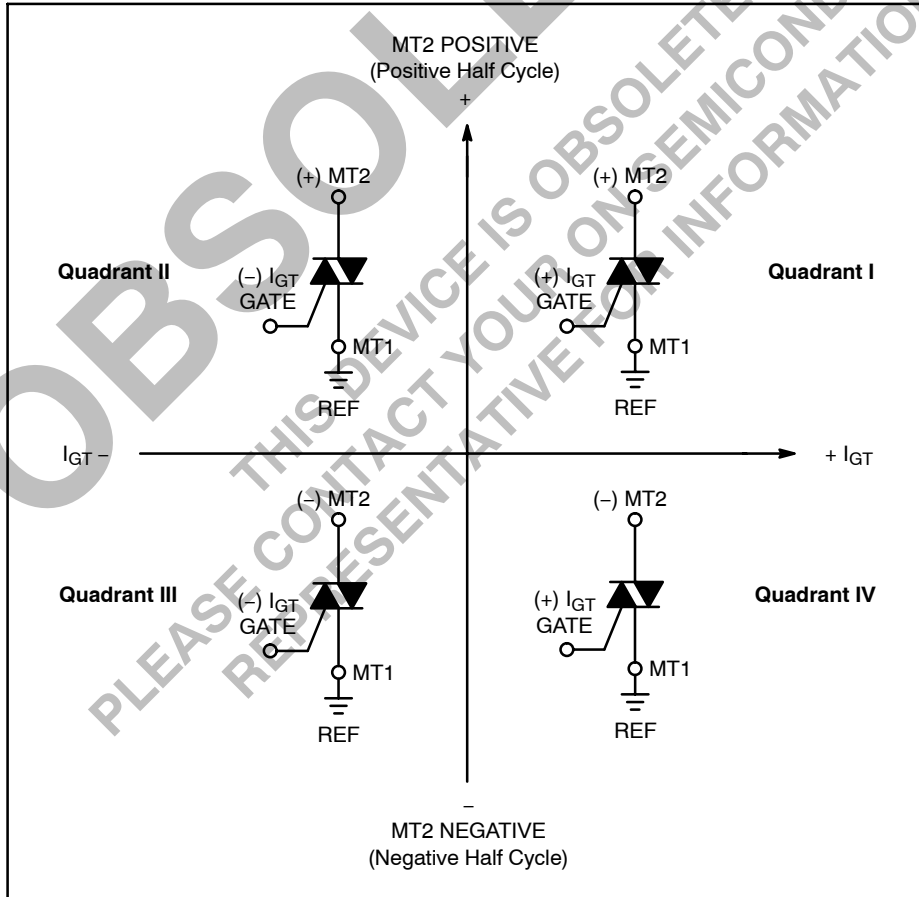 MT2 POSITIVE
(Positive Half Cycle)
+
(+) MT2
(+) MT2
Quadrant II
(–) IGT
GATE
(+) IGT
GATE
Quadrant I
MT1
MT1
REF
REF
IGT –
+ IGT
(–) MT2
(–) MT2
Quadrant III
(–) IGT
GATE
(+) IGT
GATE
Quadrant IV
MT1
MT1
REF
REF
–
MT2 NEGATIVE
(Negative Half Cycle)
THIS DEVICE IS OBSOLETE
PLEASE CONTACT YOUR ON SEMICOND
REPRESENTATIVE FOR INFORMATION
OBSOL